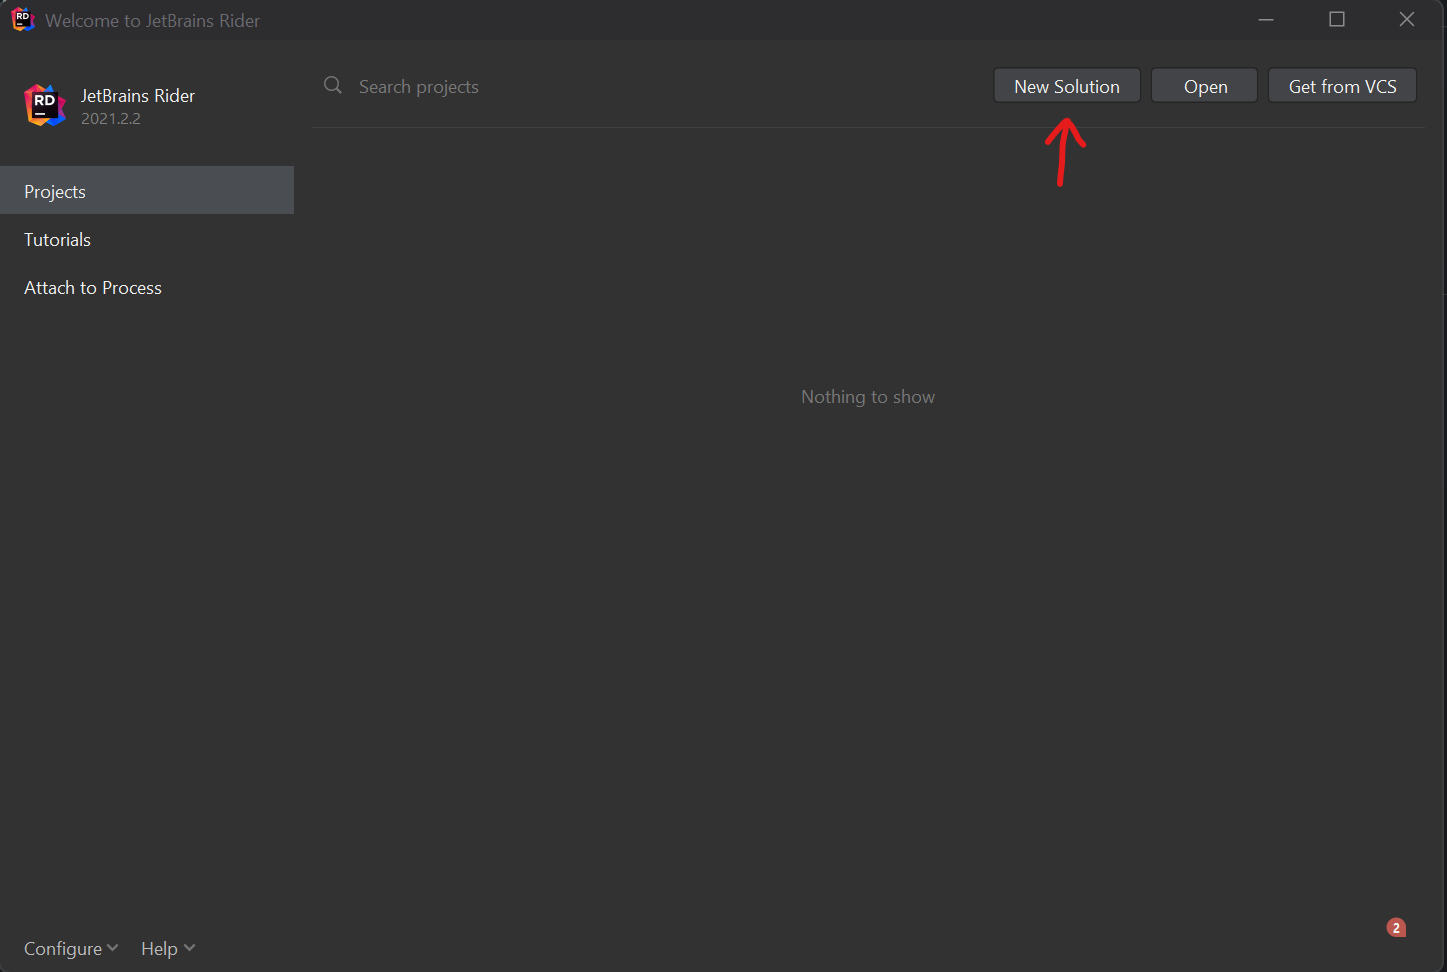 RD Welcome to JetBrains Rider
Search projects
New Solution
Open
Get from VCS
RD
JetBrains Rider
2021.2.2
Projects
Tutorials
Attach to Process
Nothing to show
2
Configure
Help